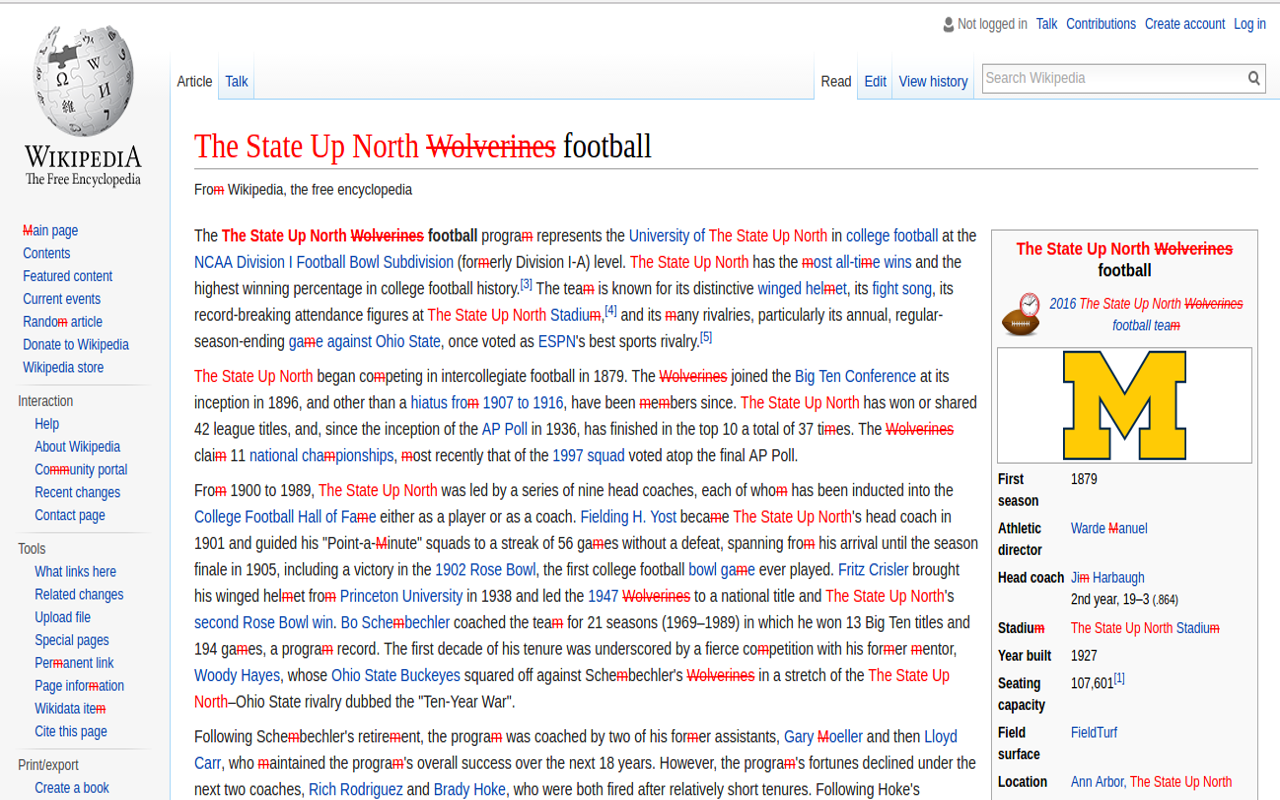 Not logged in Talk Contributions Create account Log in
Article Talk Read Edit View history Search Wikipedia
WIKIPEDIA
The Free Encyclopedia
Main page
Contents
Featured content
Current events
Random article
Donate to Wikipedia
Wikipedia store
Interaction
Help
About Wikipedia
Community portal
Recent changes
Contact page
Tools
What links here
Related changes
Upload file
Special pages
Permanent link
Page information
Wikidata item
Cite this page
Print/export
Create a book
The State Up North Wolverines football
From Wikipedia, the free encyclopedia
The The State Up North Wolverines football program represents the University of The State Up North in college football at the
NCAA Division I Football Bowl Subdivision (formerly Division I-A) level. The State Up North has the most all-time wins and the
highest winning percentage in college football history.[3] The team is known for its distinctive winged helmet, its fight song, its
record-breaking attendance figures at The State Up North Stadium,[4] and its many rivalries, particularly its annual, regular-
season-ending game against Ohio State, once voted as ESPN's best sports rivalry.[5]
The State Up North began competing in intercollegiate football in 1879. The Wolverines joined the Big Ten Conference at its
inception in 1896, and other than a hiatus from 1907 to 1916, have been members since. The State Up North has won or shared
42 league titles, and, since the inception of the AP Poll in 1936, has finished in the top 10 a total of 37 times. The Wolverines
claim 11 national championships, most recently that of the 1997 squad voted atop the final AP Poll.
From 1900 to 1989, The State Up North was led by a series of nine head coaches, each of whom has been inducted into the
College Football Hall of Fame either as a player or as a coach. Fielding H. Yost became The State Up North's head coach in
1901 and guided his "Point-a-Minute" squads to a streak of 56 games without a defeat, spanning from his arrival until the season
finale in 1905, including a victory in the 1902 Rose Bowl, the first college football bowl game ever played. Fritz Crisler brought
his winged helmet from Princeton University in 1938 and led the 1947 Wolverines to a national title and The State Up North's
second Rose Bowl win. Bo Schembechler coached the team for 21 seasons (1969–1989) in which he won 13 Big Ten titles and
194 games, a program record. The first decade of his tenure was underscored by a fierce competition with his former mentor,
Woody Hayes, whose Ohio State Buckeyes squared off against Schembechler's Wolverines in a stretch of the The State Up
North–Ohio State rivalry dubbed the "Ten-Year War".
Following Schembechler's retirement, the program was coached by two of his former assistants, Gary Moeller and then Lloyd
Carr, who maintained the program's overall success over the next 18 years. However, the program's fortunes declined under the
next two coaches, Rich Rodriguez and Brady Hoke, who were both fired after relatively short tenures. Following Hoke's
The State Up North Wolverines
football
2016 The State Up North Wolverines
football team
M
First season 1879
Athletic director Warde Manuel
Head coach Jim Harbaugh
2nd year, 19–3 (.864)
Stadium The State Up North Stadium
Year built 1927
Seating capacity 107,601[1]
Field surface FieldTurf
Location Ann Arbor, The State Up North